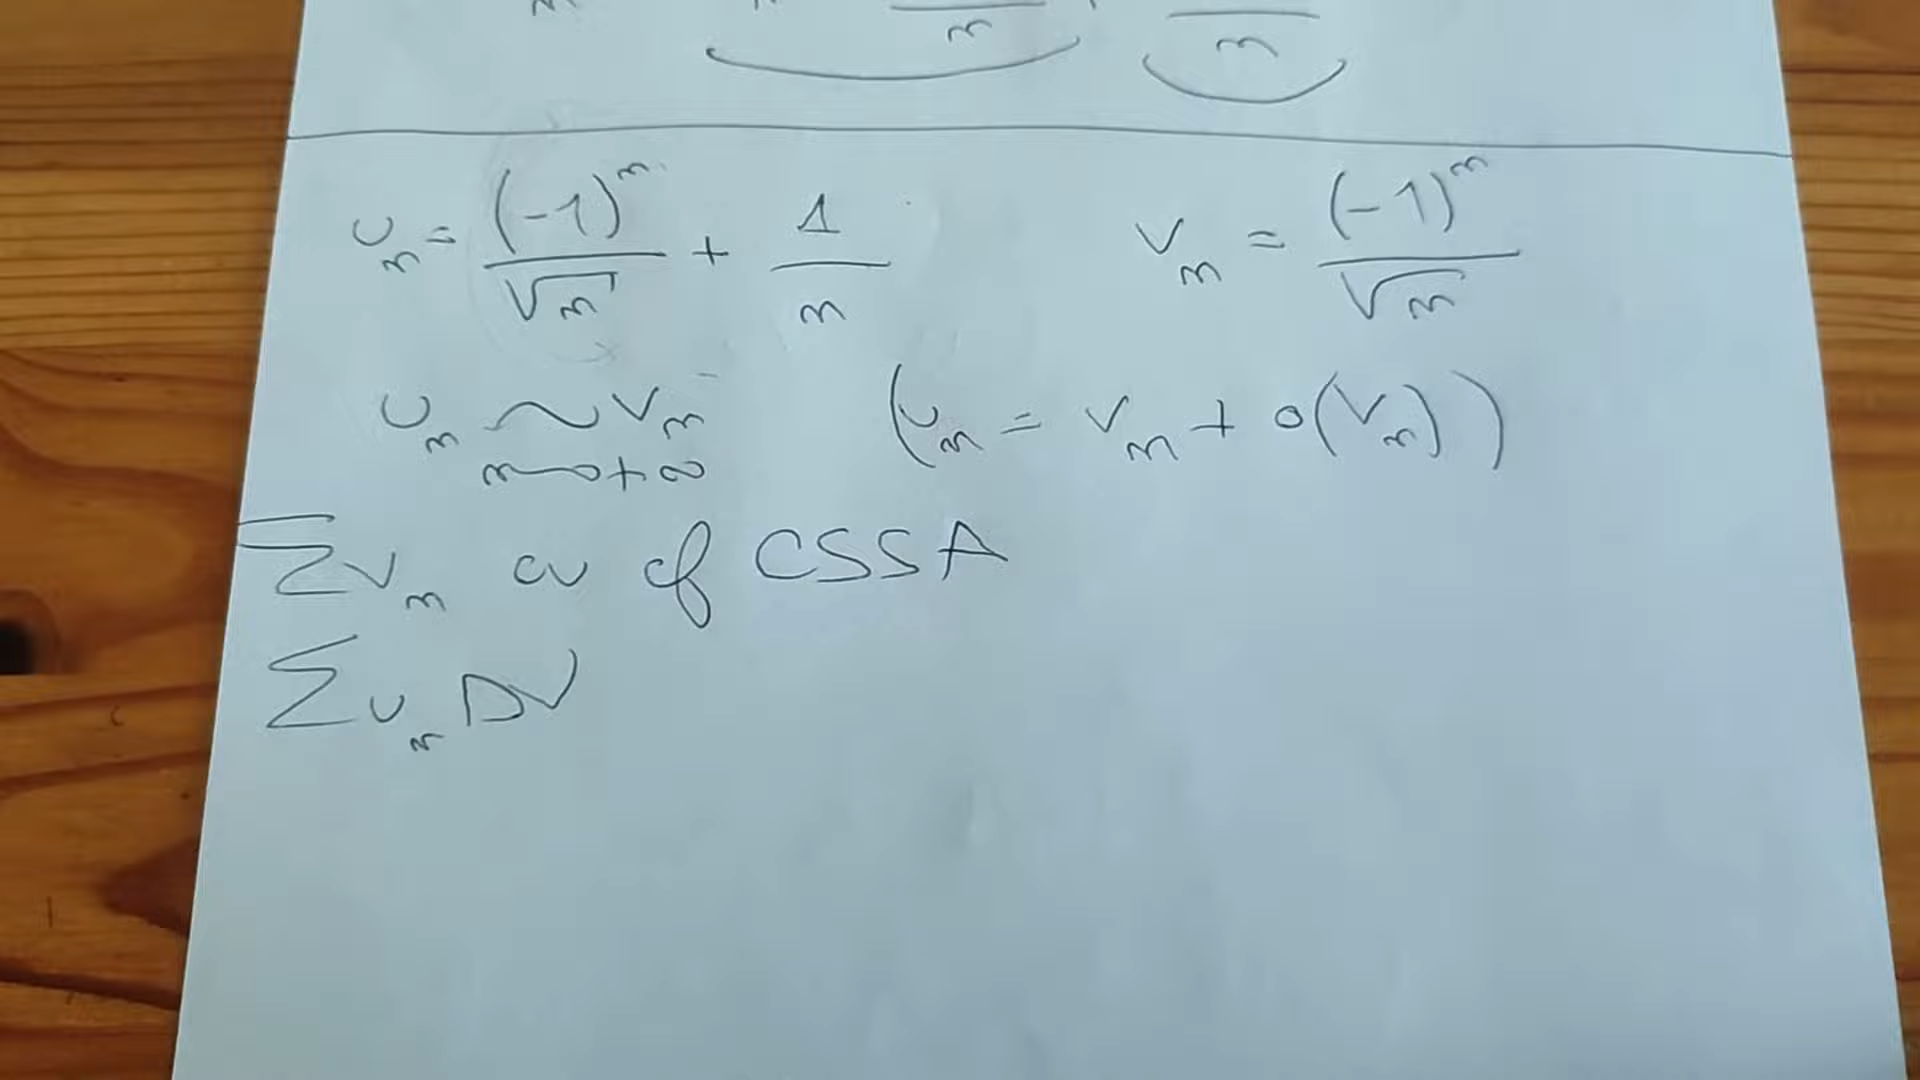 n n
u_n = (-1)^n/√n + 1/n v_n = (-1)^n/√n
u_n ~ v_n n→+∞ (u_n = v_n + o(v_n))
Σv_n cv cf CSSA
Σu_n DV